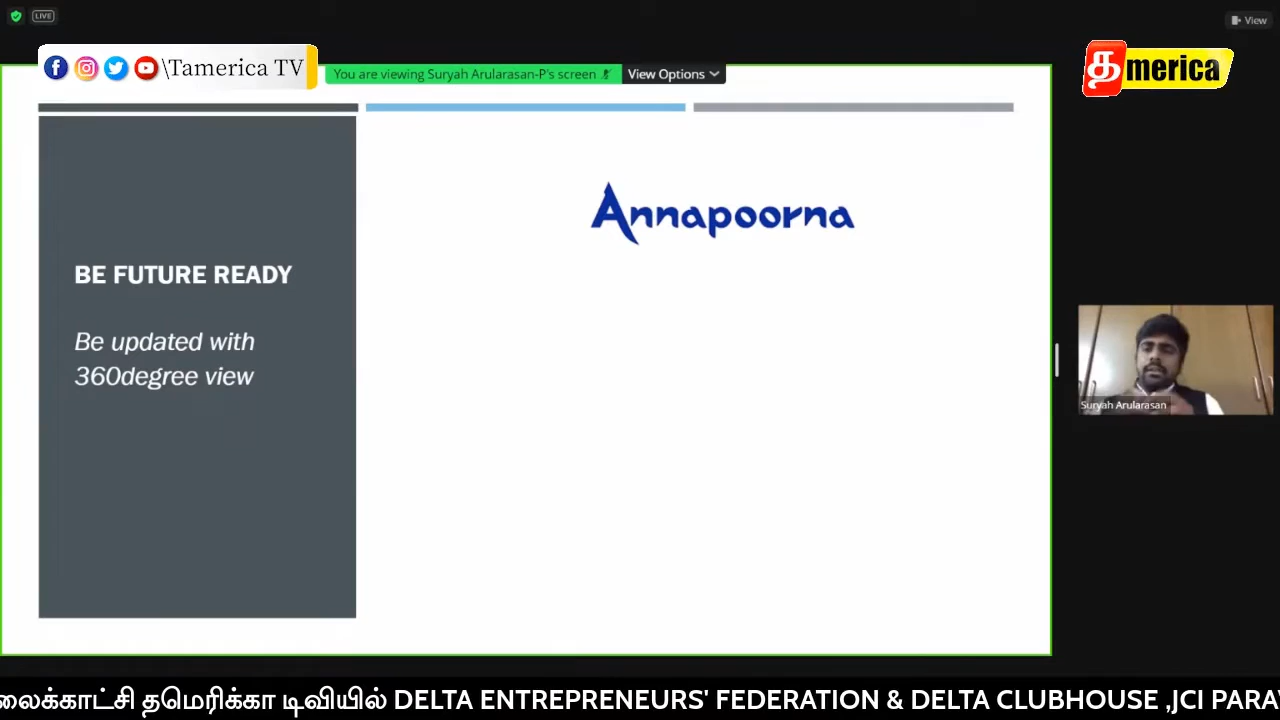 LIVE
View
\Tamerica TV
You are viewing Suryah Arularasan-P's screen
View Options
தmerica
Annapoorna
BE FUTURE READY
Be updated with
360degree view
Suryah Arularasan
லைக்காட்சி தமெரிக்கா டிவியில் DELTA ENTREPRENEURS' FEDERATION & DELTA CLUBHOUSE ,JCI PARA